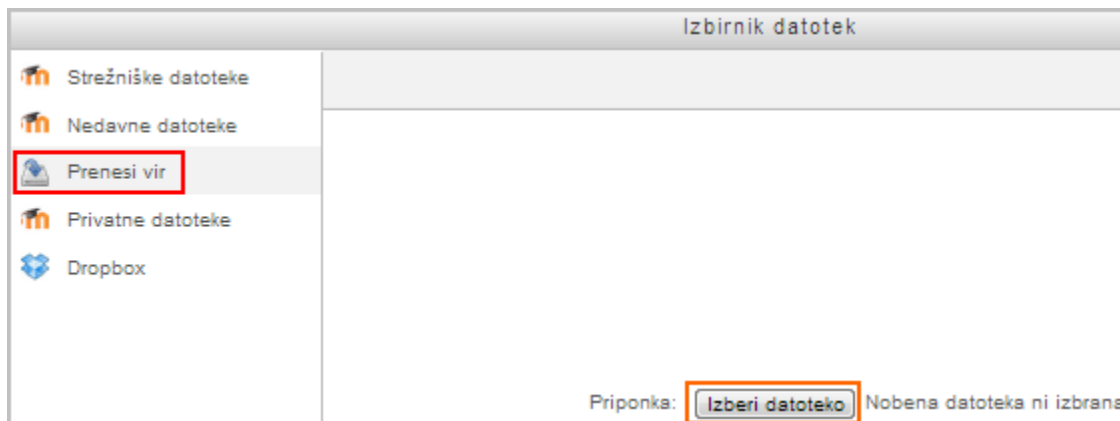 Izbirnik datotek
Strežniške datoteke
Nedavne datoteke
Prenesi vir
Privatne datoteke
Dropbox
Priponka: Izberi datoteko Nobena datoteka ni izbrana